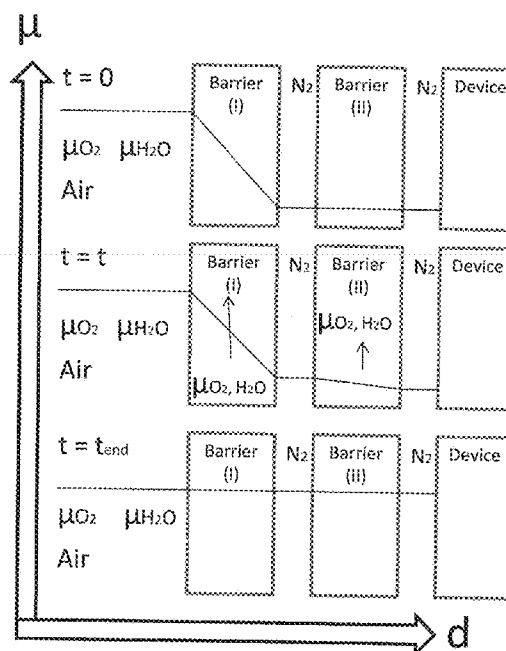 μ
t = 0
Barrier
(i)
N₂
Barrier
(ii)
N₂
Device
μO₂ μH₂O
Air
t = t
Barrier
(i)
N₂
Barrier
(ii)
N₂
Device
μO₂ μH₂O
Air
μO₂, H₂O
μO₂, H₂O
t = tend
Barrier
(i)
N₂
Barrier
(ii)
N₂
Device
μO₂ μH₂O
Air
d